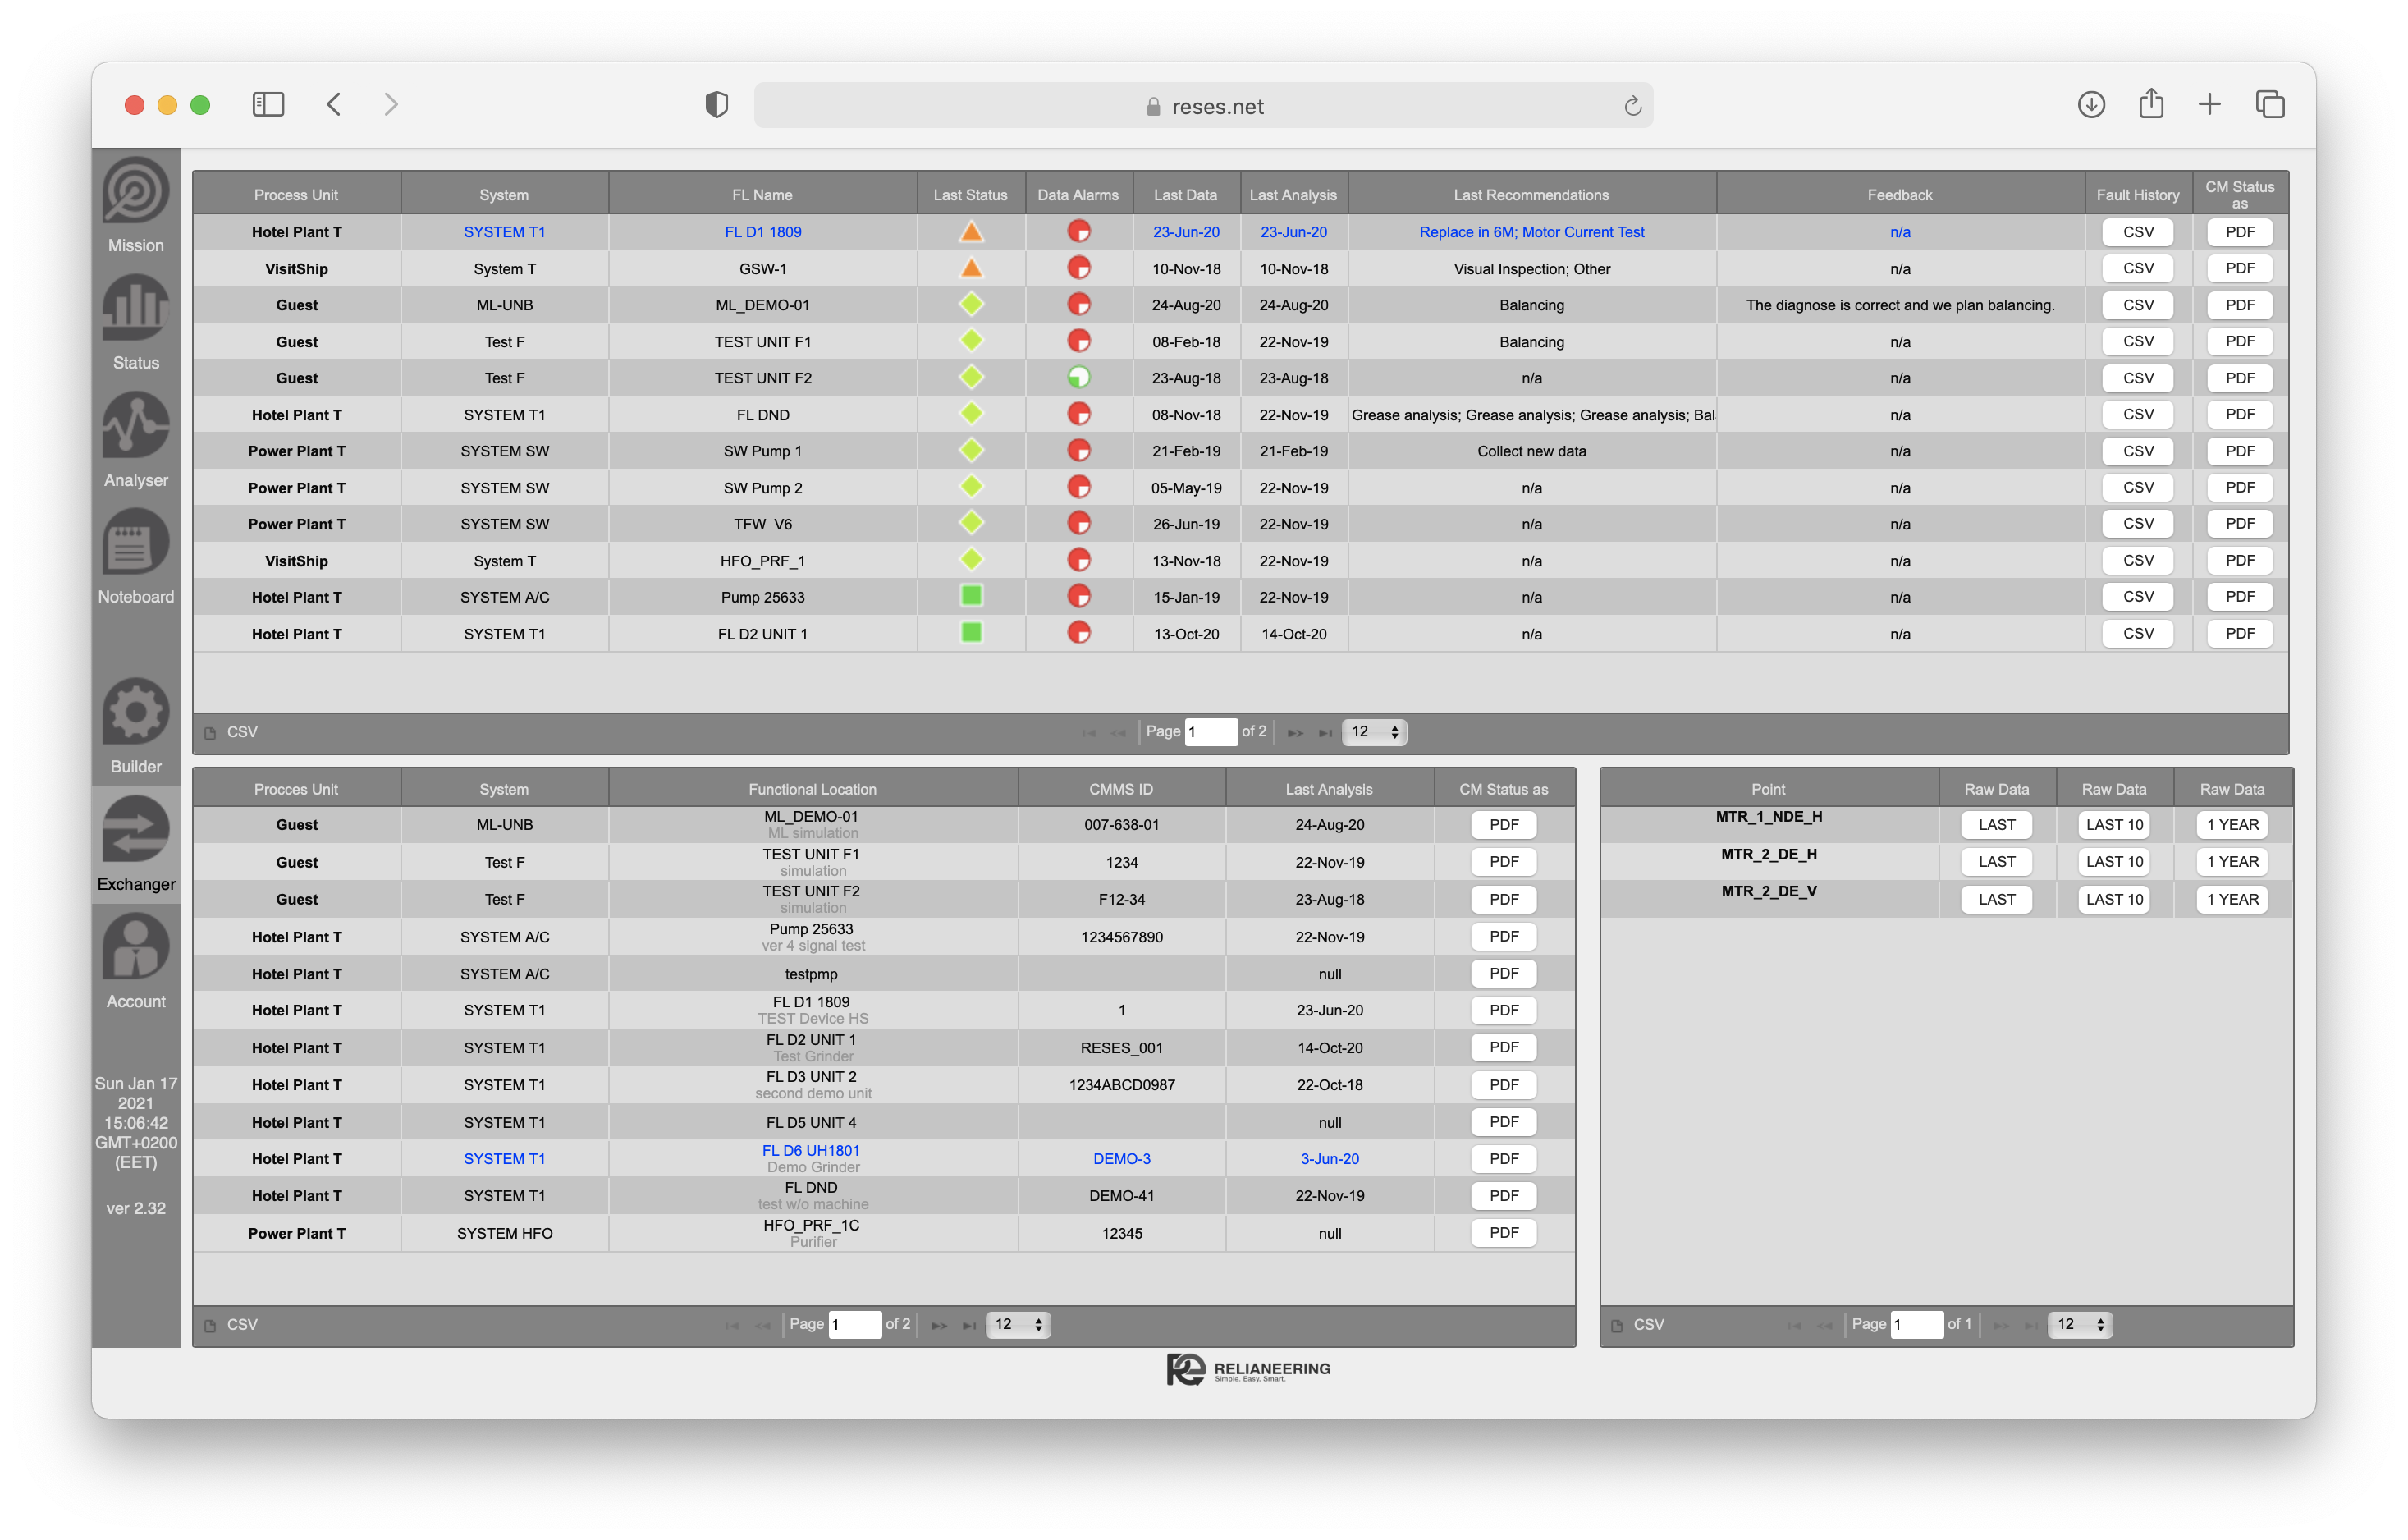 reses.net
Mission
Status
Analyser
Noteboard
Builder
Exchanger
Account
Sun Jan 17
2021
15:06:42
GMT+0200
(EET)
ver 2.32
Process Unit System FL Name Last Status Data Alarms Last Data Last Analysis Last Recommendations Feedback Fault History CM Status as
Hotel Plant T SYSTEM T1 FL D1 1809 23-Jun-20 23-Jun-20 Replace in 6M; Motor Current Test n/a CSV PDF
VisitShip System T GSW-1 10-Nov-18 10-Nov-18 Visual Inspection; Other n/a CSV PDF
Guest ML-UNB ML_DEMO-01 24-Aug-20 24-Aug-20 Balancing The diagnose is correct and we plan balancing. CSV PDF
Guest Test F TEST UNIT F1 08-Feb-18 22-Nov-19 Balancing n/a CSV PDF
Guest Test F TEST UNIT F2 23-Aug-18 23-Aug-18 n/a n/a CSV PDF
Hotel Plant T SYSTEM T1 FL DND 08-Nov-18 22-Nov-19 Grease analysis; Grease analysis; Grease analysis; Bal n/a CSV PDF
Power Plant T SYSTEM SW SW Pump 1 21-Feb-19 21-Feb-19 Collect new data n/a CSV PDF
Power Plant T SYSTEM SW SW Pump 2 05-May-19 22-Nov-19 n/a n/a CSV PDF
Power Plant T SYSTEM SW TFW V6 26-Jun-19 22-Nov-19 n/a n/a CSV PDF
VisitShip System T HFO_PRF_1 13-Nov-18 22-Nov-19 n/a n/a CSV PDF
Hotel Plant T SYSTEM A/C Pump 25633 15-Jan-19 22-Nov-19 n/a n/a CSV PDF
Hotel Plant T SYSTEM T1 FL D2 UNIT 1 13-Oct-20 14-Oct-20 n/a n/a CSV PDF
CSV Page 1 of 2 12
Procces Unit System Functional Location CMMS ID Last Analysis CM Status as
Guest ML-UNB ML_DEMO-01 007-638-01 24-Aug-20 PDF
ML simulation
Guest Test F TEST UNIT F1 1234 22-Nov-19 PDF
simulation
Guest Test F TEST UNIT F2 F12-34 23-Aug-18 PDF
simulation
Hotel Plant T SYSTEM A/C Pump 25633 1234567890 22-Nov-19 PDF
ver 4 signal test
Hotel Plant T SYSTEM A/C testpmp null PDF
Hotel Plant T SYSTEM T1 FL D1 1809 1 23-Jun-20 PDF
TEST Device HS
Hotel Plant T SYSTEM T1 FL D2 UNIT 1 RESES_001 14-Oct-20 PDF
Test Grinder
Hotel Plant T SYSTEM T1 FL D3 UNIT 2 1234ABCD0987 22-Oct-18 PDF
second demo unit
Hotel Plant T SYSTEM T1 FL D5 UNIT 4 null PDF
Hotel Plant T SYSTEM T1 FL D6 UH1801 DEMO-3 3-Jun-20 PDF
Demo Grinder
Hotel Plant T SYSTEM T1 FL DND DEMO-41 22-Nov-19 PDF
test w/o machine
Power Plant T SYSTEM HFO HFO_PRF_1C 12345 null PDF
Purifier
CSV Page 1 of 2 12
Point Raw Data Raw Data Raw Data
MTR_1_NDE_H LAST LAST 10 1 YEAR
MTR_2_DE_H LAST LAST 10 1 YEAR
MTR_2_DE_V LAST LAST 10 1 YEAR
CSV Page 1 of 1 12
RELIANEERING
Simple. Easy. Smart.